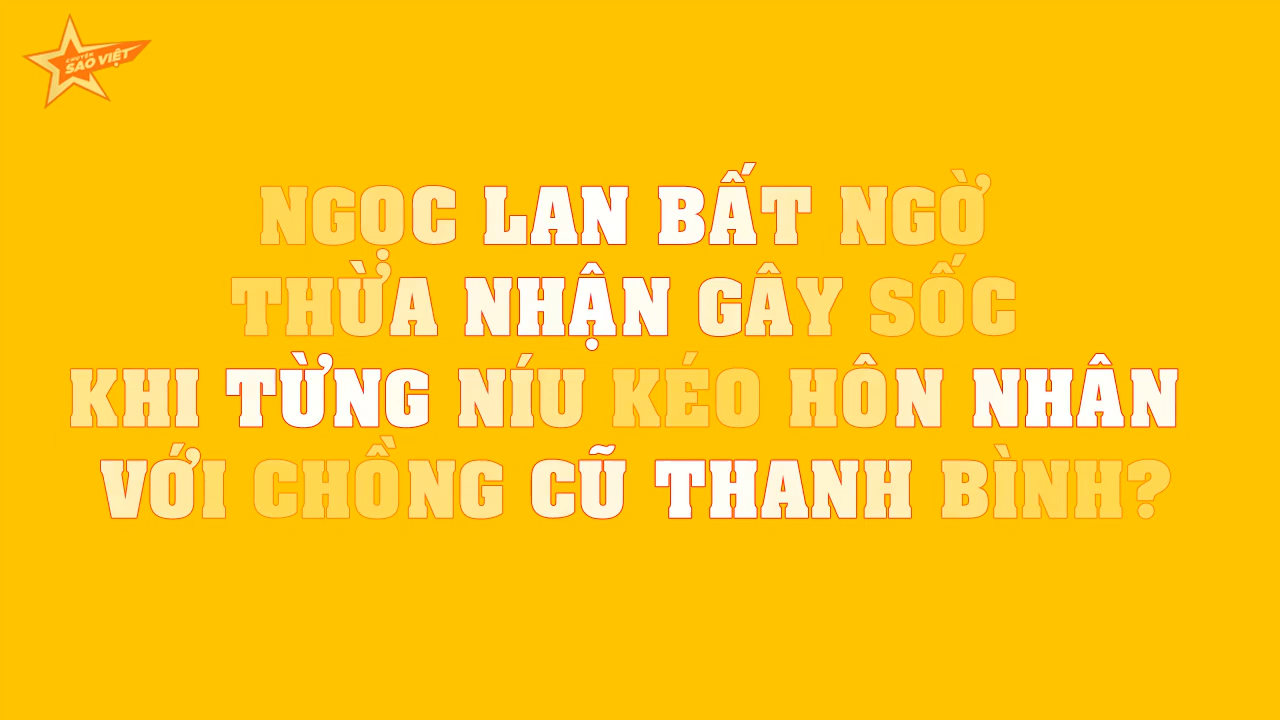 CHUYỆN
SAO VIỆT
NGỌC LAN BẤT NGỜ
THỪA NHẬN GÂY SỐC
KHI TỪNG NÍU KÉO HÔN NHÂN
VỚI CHỒNG CŨ THANH BÌNH?